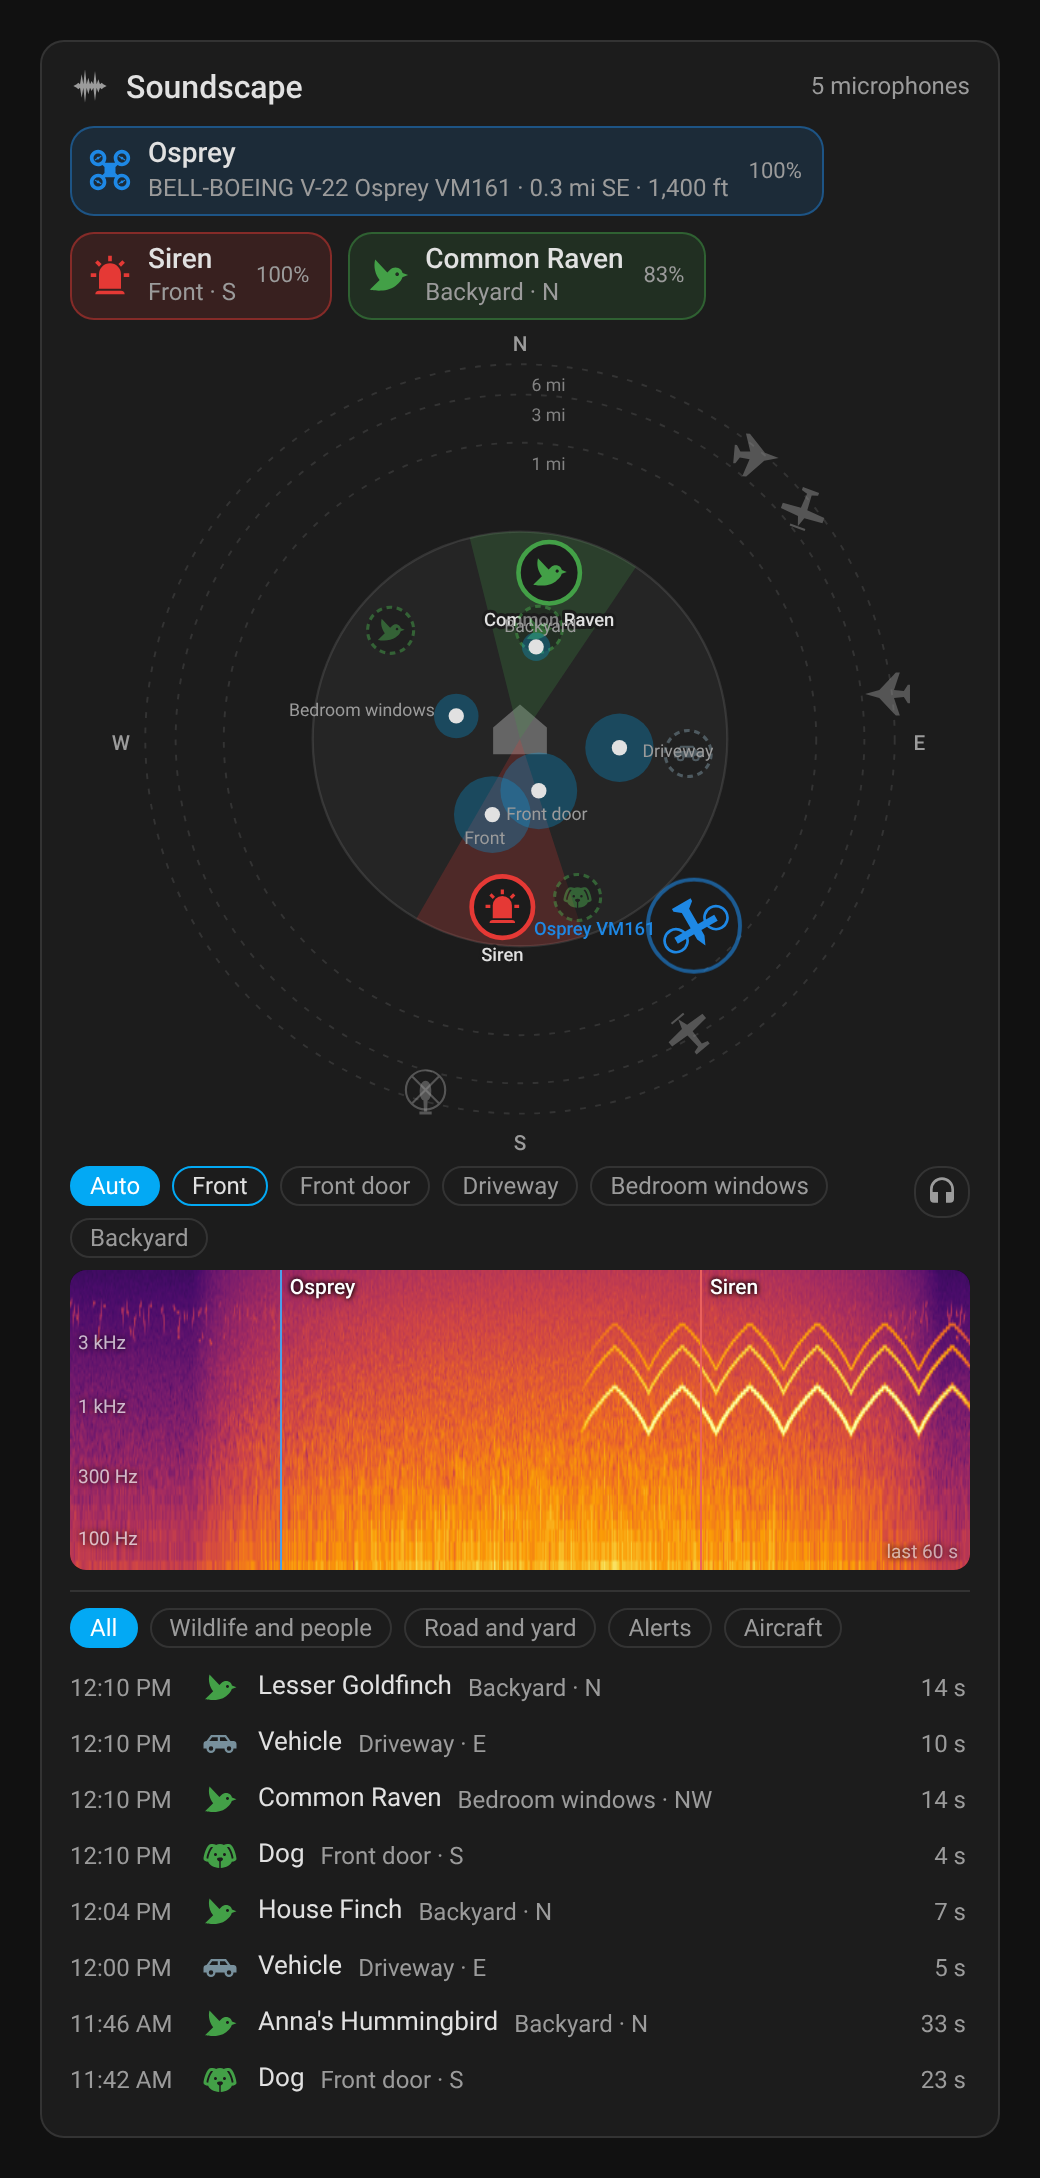 Soundscape
5 microphones
Osprey
BELL-BOEING V-22 Osprey VM161 · 0.3 mi SE · 1,400 ft
100%
Siren
Front · S
100%
Common Raven
Backyard · N
83%
N
6 mi
3 mi
1 mi
Common Raven
Backyard
Bedroom windows
W
E
Driveway
Front door
Front
Osprey VM161
Siren
S
Auto
Front
Front door
Driveway
Bedroom windows
Backyard
Osprey
Siren
3 kHz
1 kHz
300 Hz
100 Hz
last 60 s
All
Wildlife and people
Road and yard
Alerts
Aircraft
12:10 PM Lesser Goldfinch Backyard · N 14 s
12:10 PM Vehicle Driveway · E 10 s
12:10 PM Common Raven Bedroom windows · NW 14 s
12:10 PM Dog Front door · S 4 s
12:04 PM House Finch Backyard · N 7 s
12:00 PM Vehicle Driveway · E 5 s
11:46 AM Anna's Hummingbird Backyard · N 33 s
11:42 AM Dog Front door · S 23 s